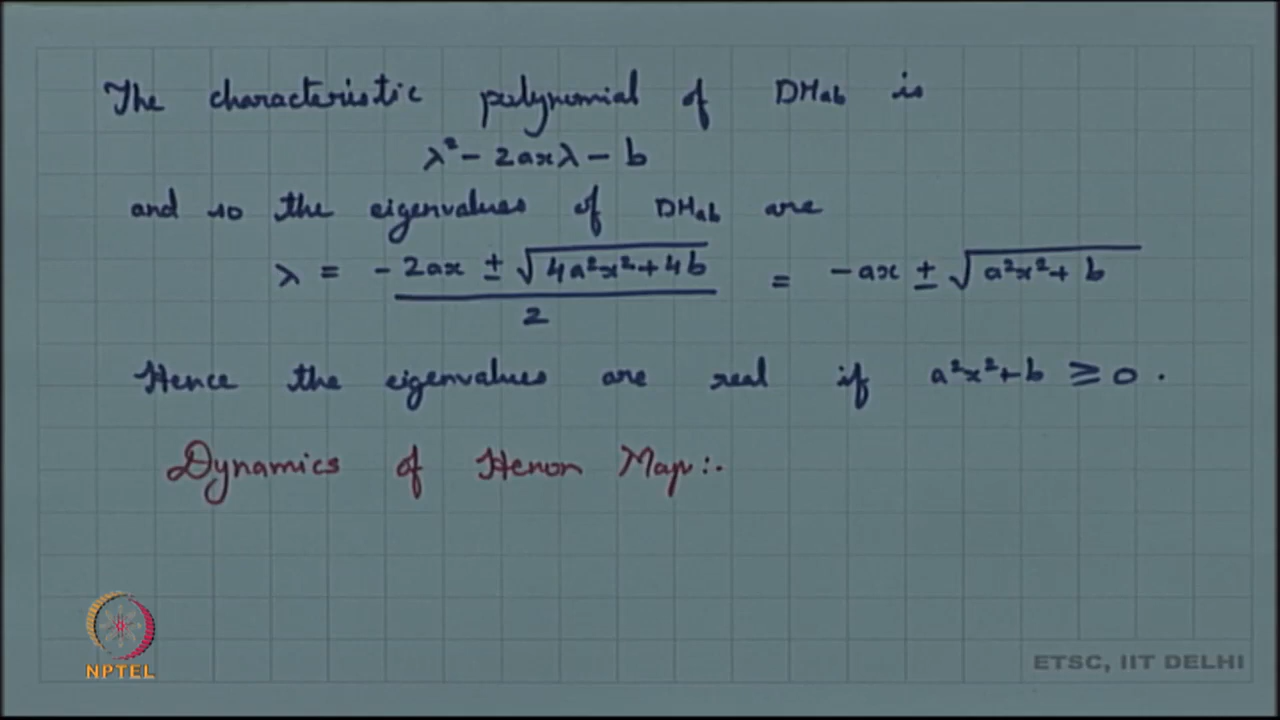 The characteristic polynomial of DHab is
λ² - 2axλ - b
and so the eigenvalues of DHab are
λ = - 2ax ± √4a²x²+4b / 2 = -ax ± √a²x²+ b
Hence the eigenvalues are real if a²x²+b ≥ 0 .
Dynamics of Henon Map:.
NPTEL
ETSC, IIT DELHI